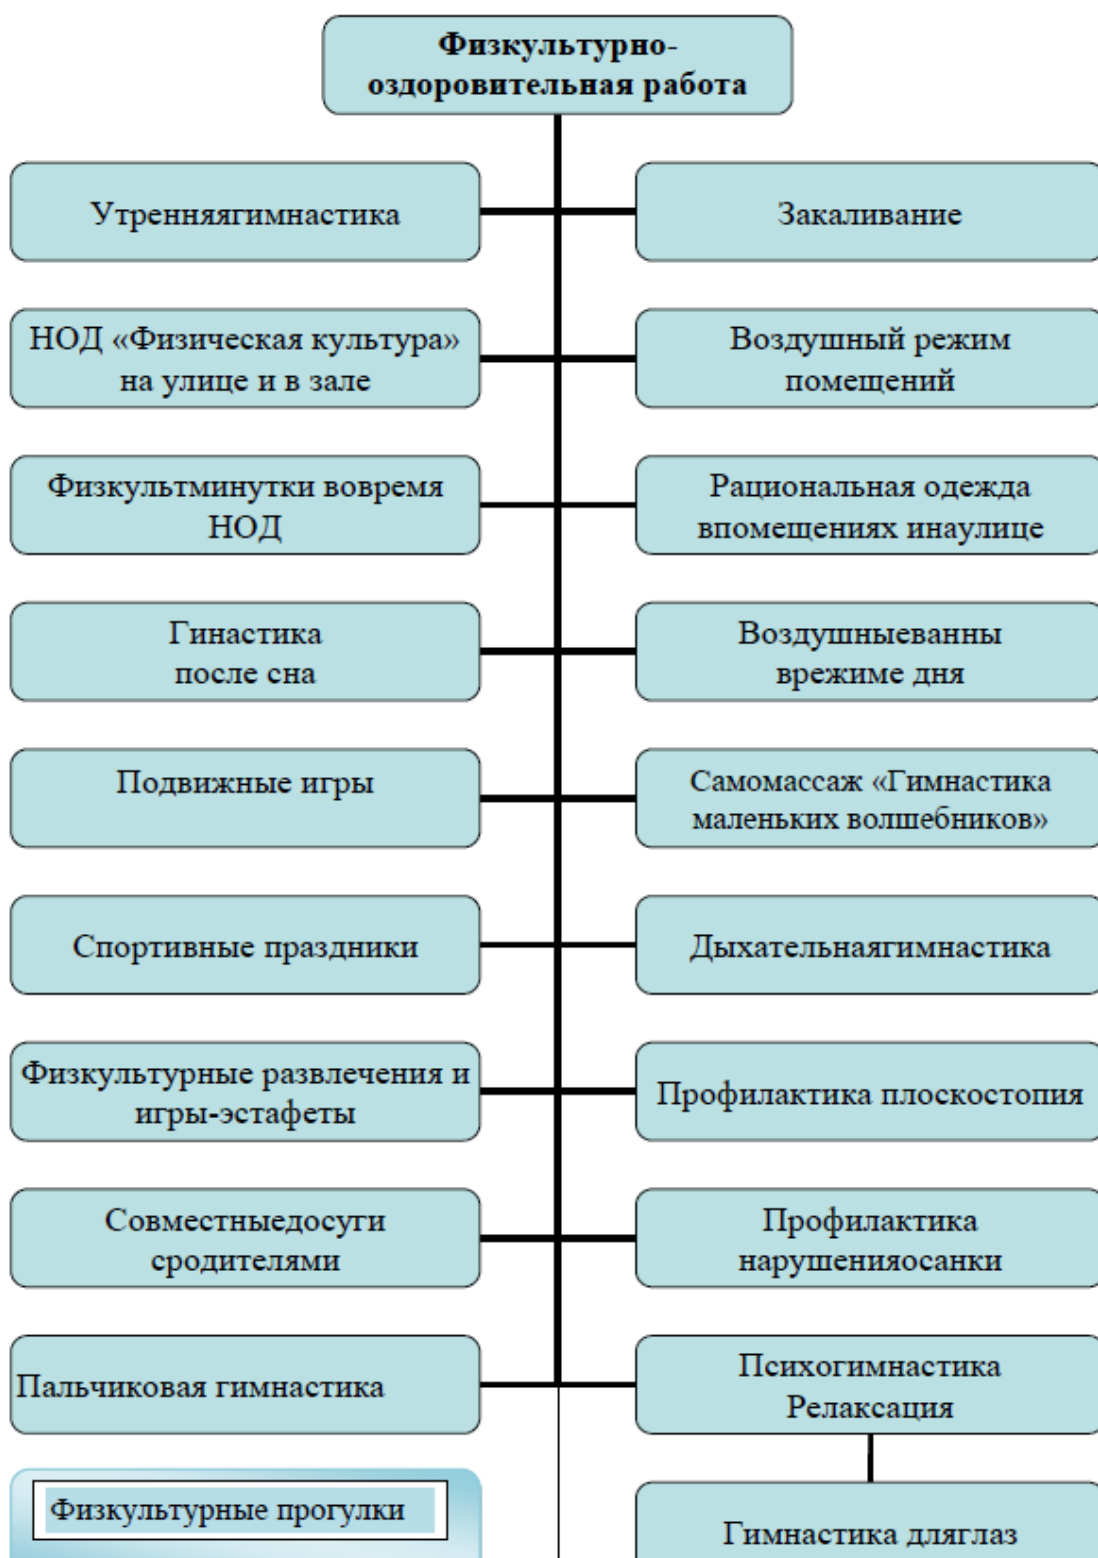 Физкультурно-
оздоровительная работа
Утренняягимнастика
Закаливание
НОД «Физическая культура»
на улице и в зале
Воздушный режим
помещений
Физкультминутки вовремя
НОД
Рациональная одежда
впомещениях инаулице
Гинастика
после сна
Воздушныеванны
врежиме дня
Подвижные игры
Самомассаж «Гимнастика
маленьких волшебников»
Спортивные праздники
Дыхательнаягимнастика
Физкультурные развлечения и
игры-эстафеты
Профилактика плоскостопия
Совместныедосуги
сродителями
Профилактика
нарушенияосанки
Пальчиковая гимнастика
Психогимнастика
Релаксация
Физкультурные прогулки
Гимнастика дляглаз